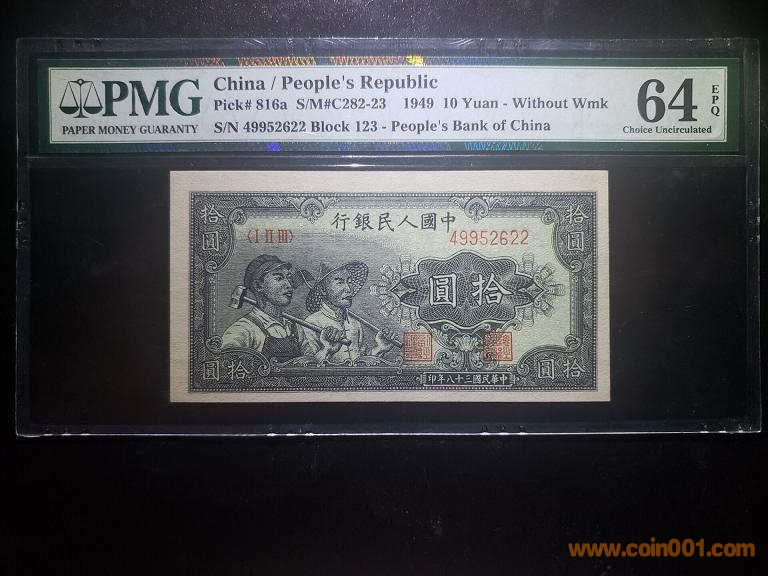 PMG
PAPER MONEY GUARANTY
China / People's Republic
Pick# 816a S/M#C282-23 1949 10 Yuan - Without Wmk
S/N 49952622 Block 123 - People's Bank of China
64
EPQ
Choice Uncirculated
拾圓
行銀民人國中
拾圓
〈I II III〉
49952622
圓拾
拾圓
印年八十三國民華中
拾圓
www.coin001.com